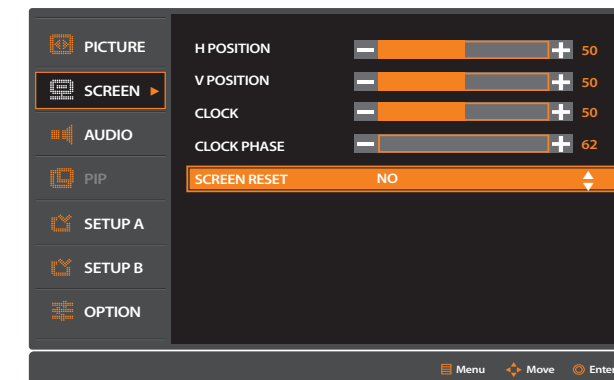 PICTURE
SCREEN
AUDIO
PIP
SETUP A
SETUP B
OPTION
H POSITION 50
V POSITION 50
CLOCK 50
CLOCK PHASE 62
SCREEN RESET NO
Menu Move Enter